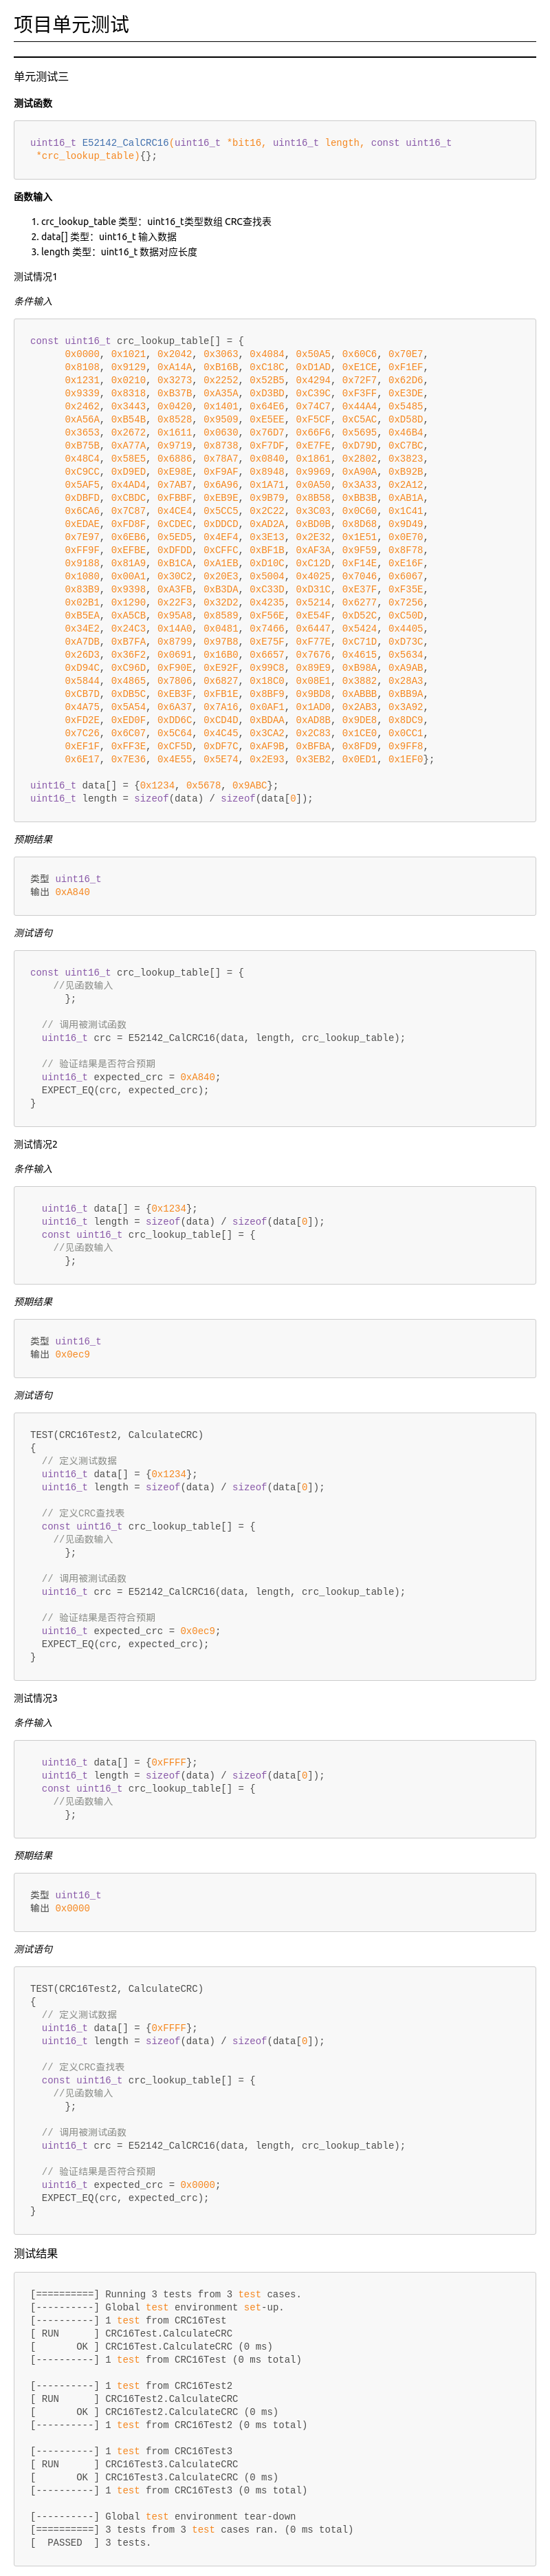 项目单元测试
单元测试三
测试函数
uint16_t E52142_CalCRC16(uint16_t *bit16, uint16_t length, const uint16_t
 *crc_lookup_table){};
函数输入
1. crc_lookup_table 类型：uint16_t类型数组 CRC查找表
2. data[] 类型：uint16_t 输入数据
3. length 类型：uint16_t 数据对应长度
测试情况1
条件输入
const uint16_t crc_lookup_table[] = {
      0x0000, 0x1021, 0x2042, 0x3063, 0x4084, 0x50A5, 0x60C6, 0x70E7,
      0x8108, 0x9129, 0xA14A, 0xB16B, 0xC18C, 0xD1AD, 0xE1CE, 0xF1EF,
      0x1231, 0x0210, 0x3273, 0x2252, 0x52B5, 0x4294, 0x72F7, 0x62D6,
      0x9339, 0x8318, 0xB37B, 0xA35A, 0xD3BD, 0xC39C, 0xF3FF, 0xE3DE,
      0x2462, 0x3443, 0x0420, 0x1401, 0x64E6, 0x74C7, 0x44A4, 0x5485,
      0xA56A, 0xB54B, 0x8528, 0x9509, 0xE5EE, 0xF5CF, 0xC5AC, 0xD58D,
      0x3653, 0x2672, 0x1611, 0x0630, 0x76D7, 0x66F6, 0x5695, 0x46B4,
      0xB75B, 0xA77A, 0x9719, 0x8738, 0xF7DF, 0xE7FE, 0xD79D, 0xC7BC,
      0x48C4, 0x58E5, 0x6886, 0x78A7, 0x0840, 0x1861, 0x2802, 0x3823,
      0xC9CC, 0xD9ED, 0xE98E, 0xF9AF, 0x8948, 0x9969, 0xA90A, 0xB92B,
      0x5AF5, 0x4AD4, 0x7AB7, 0x6A96, 0x1A71, 0x0A50, 0x3A33, 0x2A12,
      0xDBFD, 0xCBDC, 0xFBBF, 0xEB9E, 0x9B79, 0x8B58, 0xBB3B, 0xAB1A,
      0x6CA6, 0x7C87, 0x4CE4, 0x5CC5, 0x2C22, 0x3C03, 0x0C60, 0x1C41,
      0xEDAE, 0xFD8F, 0xCDEC, 0xDDCD, 0xAD2A, 0xBD0B, 0x8D68, 0x9D49,
      0x7E97, 0x6EB6, 0x5ED5, 0x4EF4, 0x3E13, 0x2E32, 0x1E51, 0x0E70,
      0xFF9F, 0xEFBE, 0xDFDD, 0xCFFC, 0xBF1B, 0xAF3A, 0x9F59, 0x8F78,
      0x9188, 0x81A9, 0xB1CA, 0xA1EB, 0xD10C, 0xC12D, 0xF14E, 0xE16F,
      0x1080, 0x00A1, 0x30C2, 0x20E3, 0x5004, 0x4025, 0x7046, 0x6067,
      0x83B9, 0x9398, 0xA3FB, 0xB3DA, 0xC33D, 0xD31C, 0xE37F, 0xF35E,
      0x02B1, 0x1290, 0x22F3, 0x32D2, 0x4235, 0x5214, 0x6277, 0x7256,
      0xB5EA, 0xA5CB, 0x95A8, 0x8589, 0xF56E, 0xE54F, 0xD52C, 0xC50D,
      0x34E2, 0x24C3, 0x14A0, 0x0481, 0x7466, 0x6447, 0x5424, 0x4405,
      0xA7DB, 0xB7FA, 0x8799, 0x97B8, 0xE75F, 0xF77E, 0xC71D, 0xD73C,
      0x26D3, 0x36F2, 0x0691, 0x16B0, 0x6657, 0x7676, 0x4615, 0x5634,
      0xD94C, 0xC96D, 0xF90E, 0xE92F, 0x99C8, 0x89E9, 0xB98A, 0xA9AB,
      0x5844, 0x4865, 0x7806, 0x6827, 0x18C0, 0x08E1, 0x3882, 0x28A3,
      0xCB7D, 0xDB5C, 0xEB3F, 0xFB1E, 0x8BF9, 0x9BD8, 0xABBB, 0xBB9A,
      0x4A75, 0x5A54, 0x6A37, 0x7A16, 0x0AF1, 0x1AD0, 0x2AB3, 0x3A92,
      0xFD2E, 0xED0F, 0xDD6C, 0xCD4D, 0xBDAA, 0xAD8B, 0x9DE8, 0x8DC9,
      0x7C26, 0x6C07, 0x5C64, 0x4C45, 0x3CA2, 0x2C83, 0x1CE0, 0x0CC1,
      0xEF1F, 0xFF3E, 0xCF5D, 0xDF7C, 0xAF9B, 0xBFBA, 0x8FD9, 0x9FF8,
      0x6E17, 0x7E36, 0x4E55, 0x5E74, 0x2E93, 0x3EB2, 0x0ED1, 0x1EF0};
uint16_t data[] = {0x1234, 0x5678, 0x9ABC};
uint16_t length = sizeof(data) / sizeof(data[0]);
预期结果
类型 uint16_t
输出 0xA840
测试语句
const uint16_t crc_lookup_table[] = {
    //见函数输入
      };
  // 调用被测试函数
  uint16_t crc = E52142_CalCRC16(data, length, crc_lookup_table);
  // 验证结果是否符合预期
  uint16_t expected_crc = 0xA840;
  EXPECT_EQ(crc, expected_crc);
}
测试情况2
条件输入
  uint16_t data[] = {0x1234};
  uint16_t length = sizeof(data) / sizeof(data[0]);
  const uint16_t crc_lookup_table[] = {
    //见函数输入
      };
预期结果
类型 uint16_t
输出 0x0ec9
测试语句
TEST(CRC16Test2, CalculateCRC)
{
  // 定义测试数据
  uint16_t data[] = {0x1234};
  uint16_t length = sizeof(data) / sizeof(data[0]);
  // 定义CRC查找表
  const uint16_t crc_lookup_table[] = {
    //见函数输入
      };
  // 调用被测试函数
  uint16_t crc = E52142_CalCRC16(data, length, crc_lookup_table);
  // 验证结果是否符合预期
  uint16_t expected_crc = 0x0ec9;
  EXPECT_EQ(crc, expected_crc);
}
测试情况3
条件输入
  uint16_t data[] = {0xFFFF};
  uint16_t length = sizeof(data) / sizeof(data[0]);
  const uint16_t crc_lookup_table[] = {
    //见函数输入
      };
预期结果
类型 uint16_t
输出 0x0000
测试语句
TEST(CRC16Test2, CalculateCRC)
{
  // 定义测试数据
  uint16_t data[] = {0xFFFF};
  uint16_t length = sizeof(data) / sizeof(data[0]);
  // 定义CRC查找表
  const uint16_t crc_lookup_table[] = {
    //见函数输入
      };
  // 调用被测试函数
  uint16_t crc = E52142_CalCRC16(data, length, crc_lookup_table);
  // 验证结果是否符合预期
  uint16_t expected_crc = 0x0000;
  EXPECT_EQ(crc, expected_crc);
}
测试结果
[==========] Running 3 tests from 3 test cases.
[----------] Global test environment set-up.
[----------] 1 test from CRC16Test
[ RUN      ] CRC16Test.CalculateCRC
[       OK ] CRC16Test.CalculateCRC (0 ms)
[----------] 1 test from CRC16Test (0 ms total)
[----------] 1 test from CRC16Test2
[ RUN      ] CRC16Test2.CalculateCRC
[       OK ] CRC16Test2.CalculateCRC (0 ms)
[----------] 1 test from CRC16Test2 (0 ms total)
[----------] 1 test from CRC16Test3
[ RUN      ] CRC16Test3.CalculateCRC
[       OK ] CRC16Test3.CalculateCRC (0 ms)
[----------] 1 test from CRC16Test3 (0 ms total)
[----------] Global test environment tear-down
[==========] 3 tests from 3 test cases ran. (0 ms total)
[  PASSED  ] 3 tests.